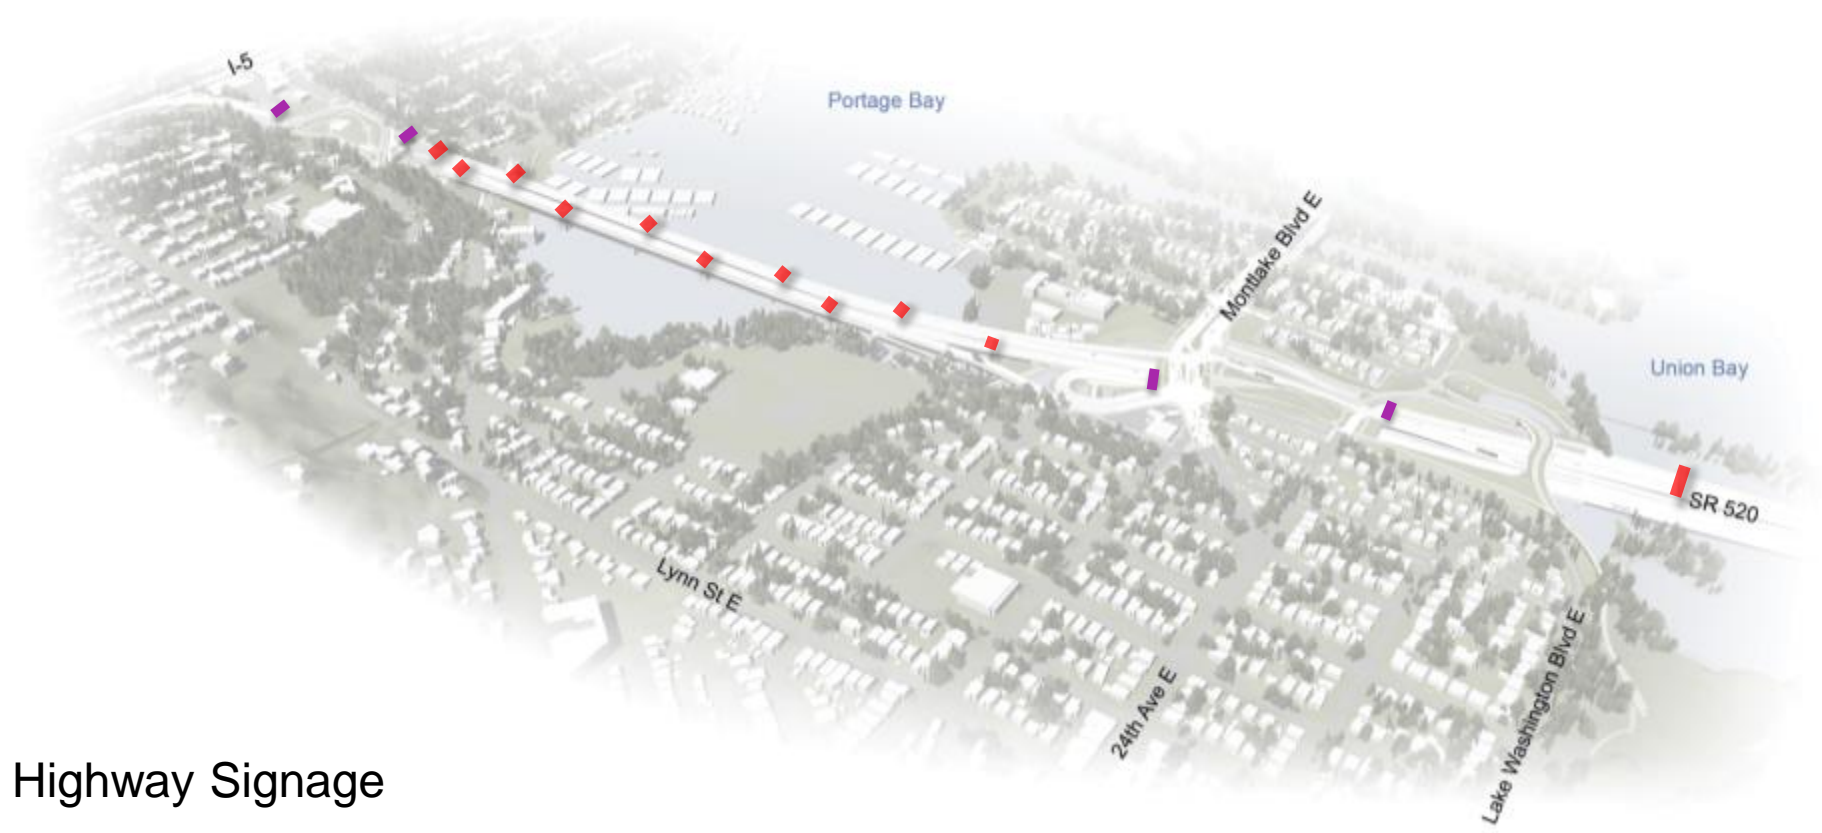 I-5
Portage Bay
Montlake Blvd E
Union Bay
SR 520
Lynn St E
24th Ave E
Lake Washington Blvd E
Highway Signage